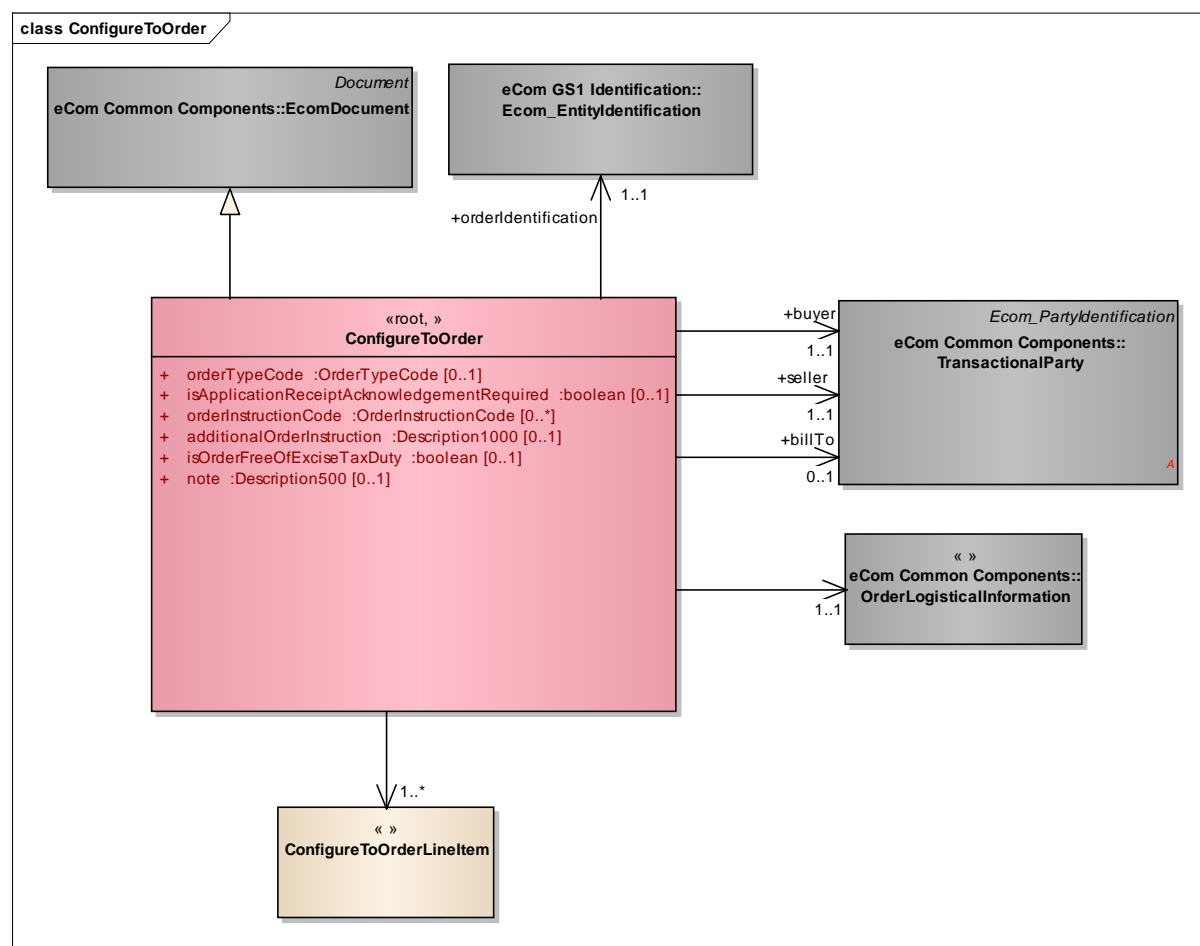 class ConfigureToOrder
Document
eCom Common Components::EcomDocument
eCom GS1 Identification::
Ecom_EntityIdentification
1..1
+orderIdentification
«root, »
ConfigureToOrder
+ orderTypeCode :OrderTypeCode [0..1]
+ isApplicationReceiptAcknowledgementRequired :boolean [0..1]
+ orderInstructionCode :OrderInstructionCode [0..*]
+ additionalOrderInstruction :Description1000 [0..1]
+ isOrderFreeOfExciseTaxDuty :boolean [0..1]
+ note :Description500 [0..1]
+buyer
1..1
+seller
1..1
+billTo
0..1
Ecom_PartyIdentification
eCom Common Components::
TransactionalParty
A
« »
eCom Common Components::
OrderLogisticalInformation
1..1
1..*
« »
ConfigureToOrderLineItem